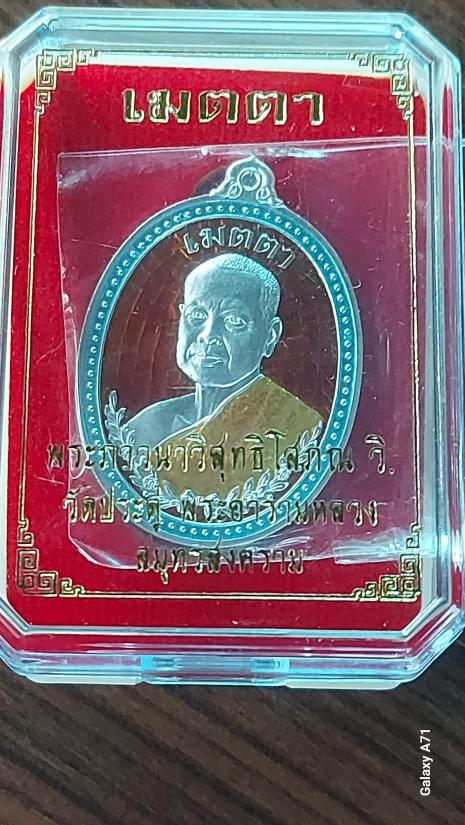 เมตตา
เมตตา
พระภาวนาวิสุทธิโสภณ วิ.
วัดประดู่ พระอารามหลวง
สมุทรสงคราม
Galaxy A71